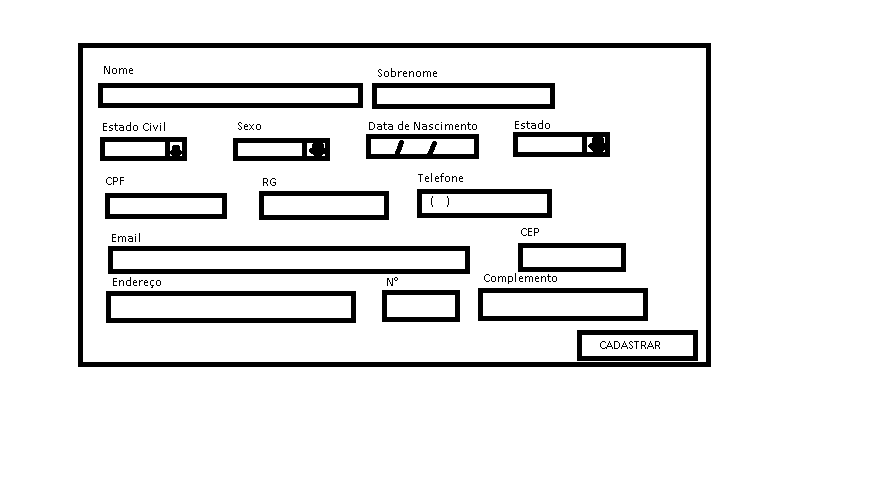 Nome
Sobrenome
Estado Civil
Sexo
Data de Nascimento
Estado
/ /
CPF
RG
Telefone
( )
Email
CEP
Endereço
N°
Complemento
CADASTRAR